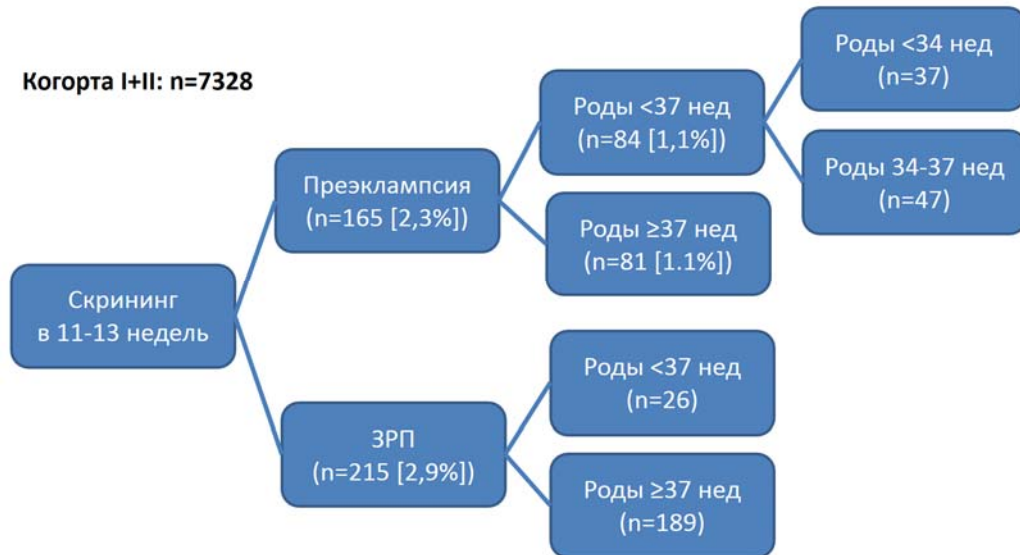 Когорта I+II: n=7328
Скрининг
в 11-13 недель
Преэклампсия
(n=165 [2,3%])
Роды <37 нед
(n=84 [1,1%])
Роды <34 нед
(n=37)
Роды 34-37 нед
(n=47)
Роды ≥37 нед
(n=81 [1.1%])
ЗРП
(n=215 [2,9%])
Роды <37 нед
(n=26)
Роды ≥37 нед
(n=189)